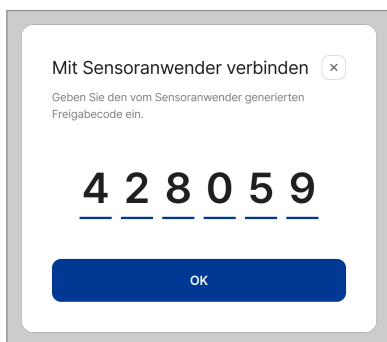 Mit Sensoranwender verbinden
Geben Sie den vom Sensoranwender generierten
Freigabecode ein.
4 2 8 0 5 9
OK